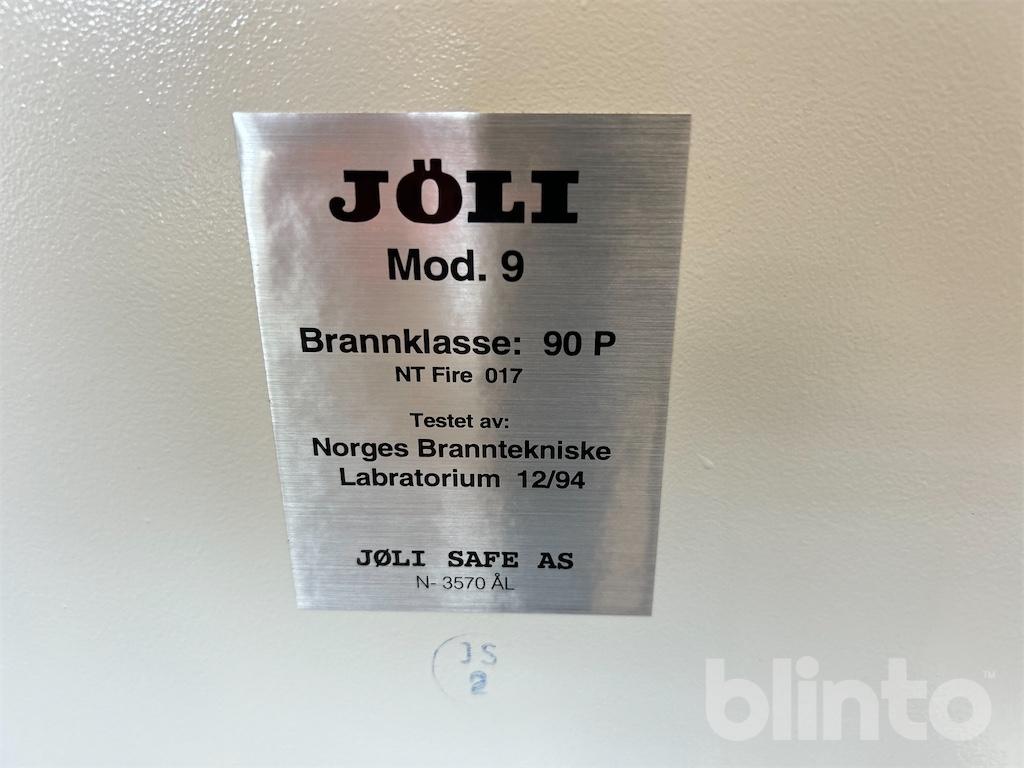 JÖLI
Mod. 9
Brannklasse: 90 P
NT Fire 017
Testet av:
Norges Branntekniske
Labratorium 12/94
JØLI SAFE AS
N- 3570 ÅL
JS
2
blinto™